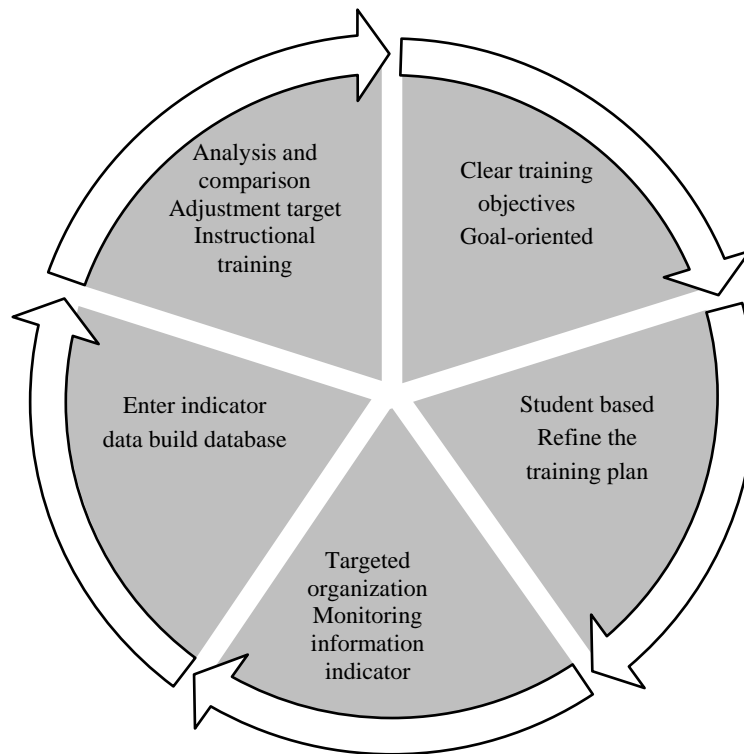 Analysis and
comparison
Adjustment target
Instructional
training
Clear training
objectives
Goal-oriented
Student based
Refine the
training plan
Targeted
organization
Monitoring
information
indicator
Enter indicator
data build database